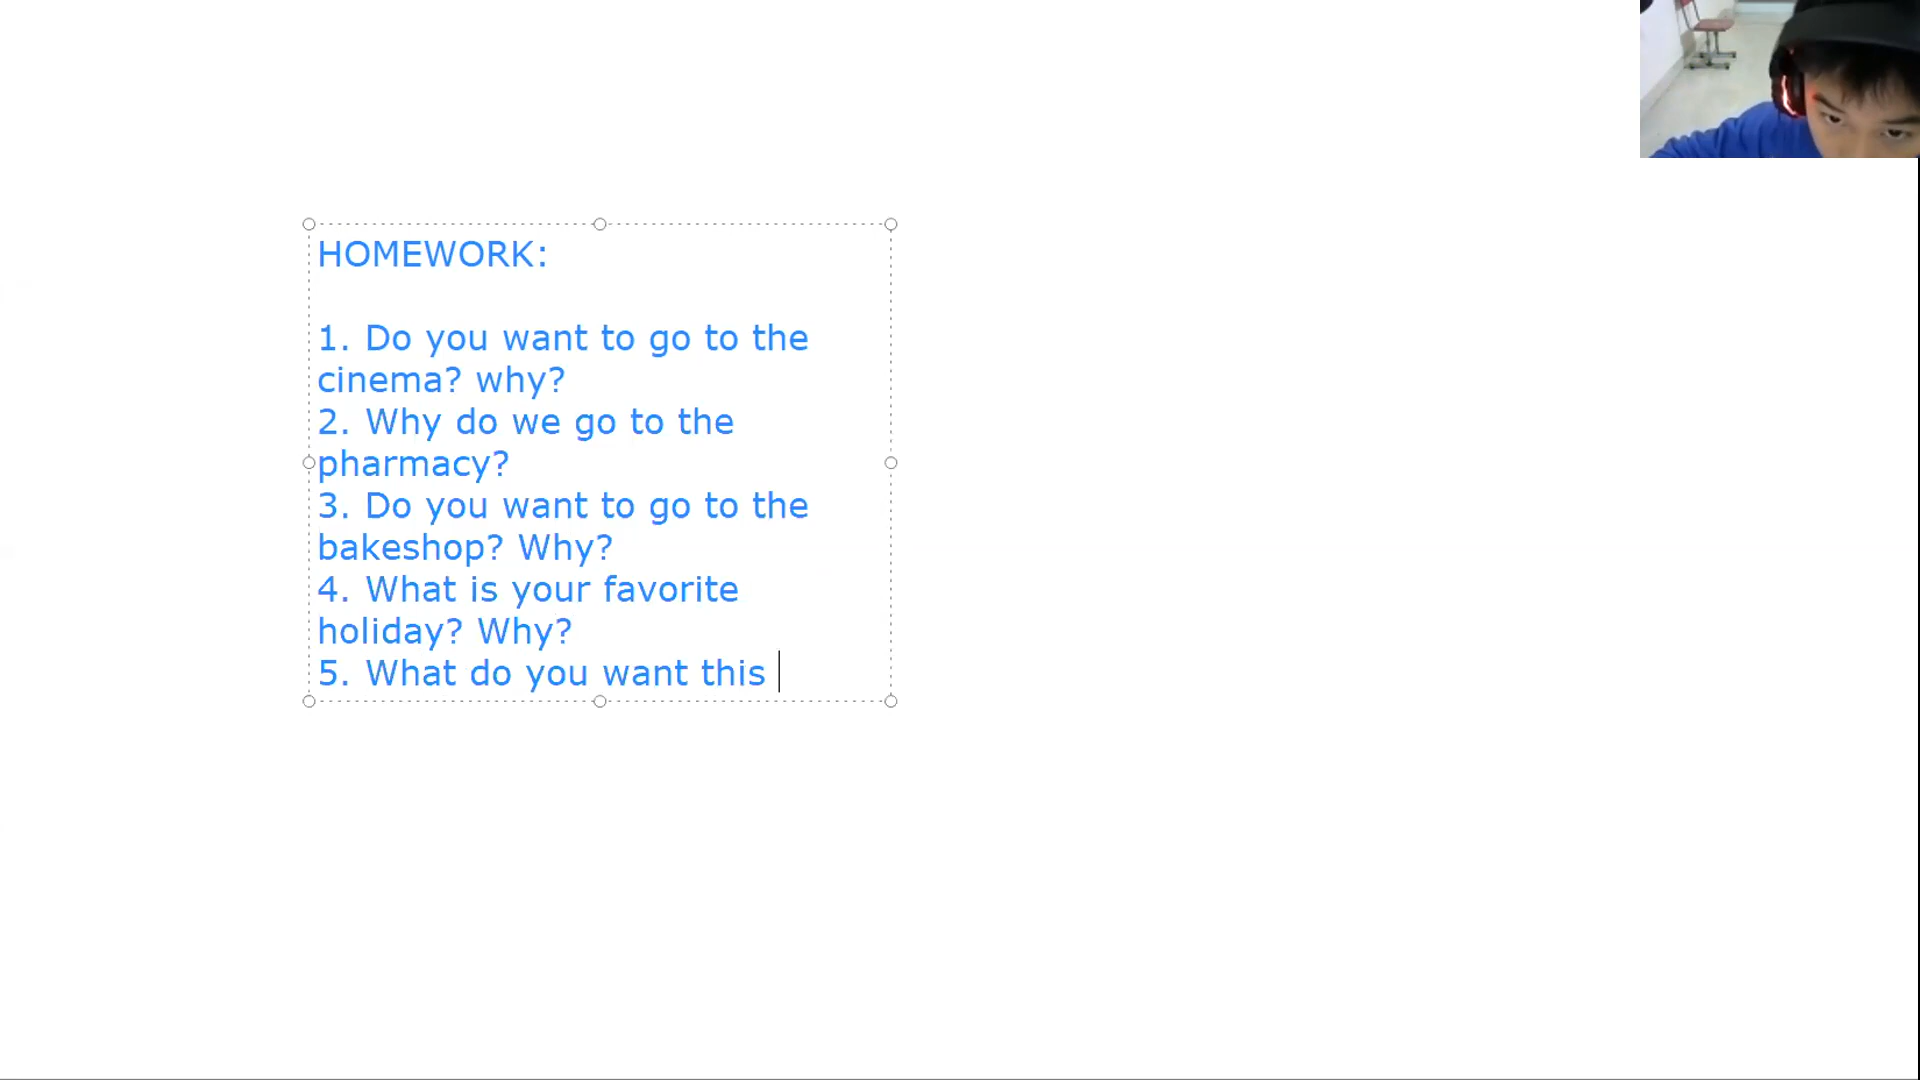 HOMEWORK:
1. Do you want to go to the
cinema? why?
2. Why do we go to the
pharmacy?
3. Do you want to go to the
bakeshop? Why?
4. What is your favorite
holiday? Why?
5. What do you want this